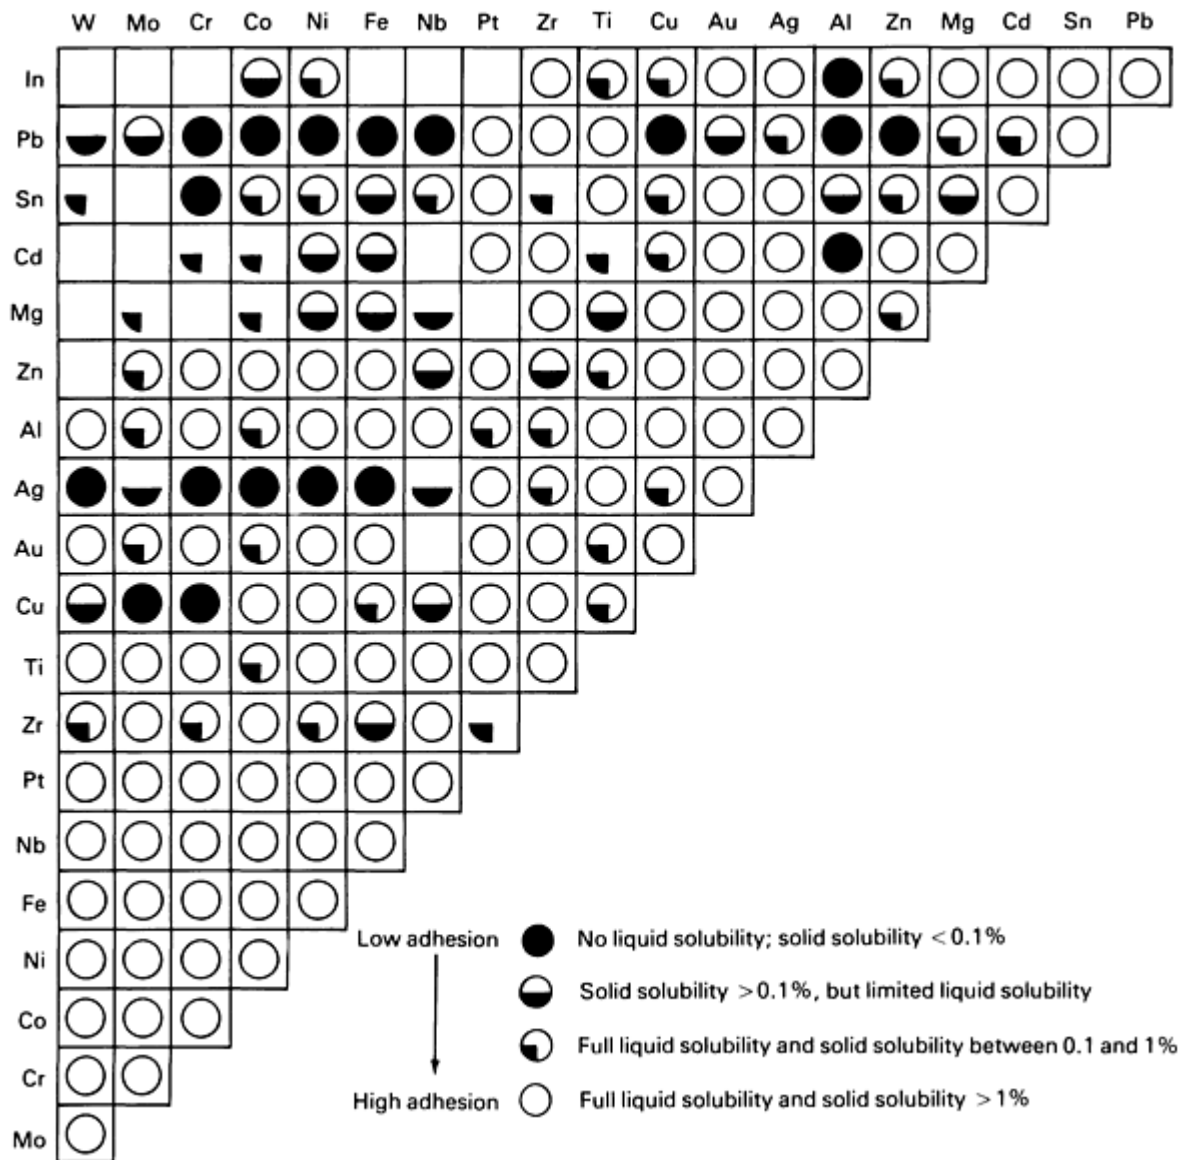 W Mo Cr Co Ni Fe Nb Pt Zr Ti Cu Au Ag Al Zn Mg Cd Sn Pb
In
Pb
Sn
Cd
Mg
Zn
Al
Ag
Au
Cu
Ti
Zr
Pt
Nb
Fe
Ni
Co
Cr
Mo
Low adhesion
No liquid solubility; solid solubility <0.1%
Solid solubility >0.1%, but limited liquid solubility
Full liquid solubility and solid solubility between 0.1 and 1%
High adhesion
Full liquid solubility and solid solubility >1%